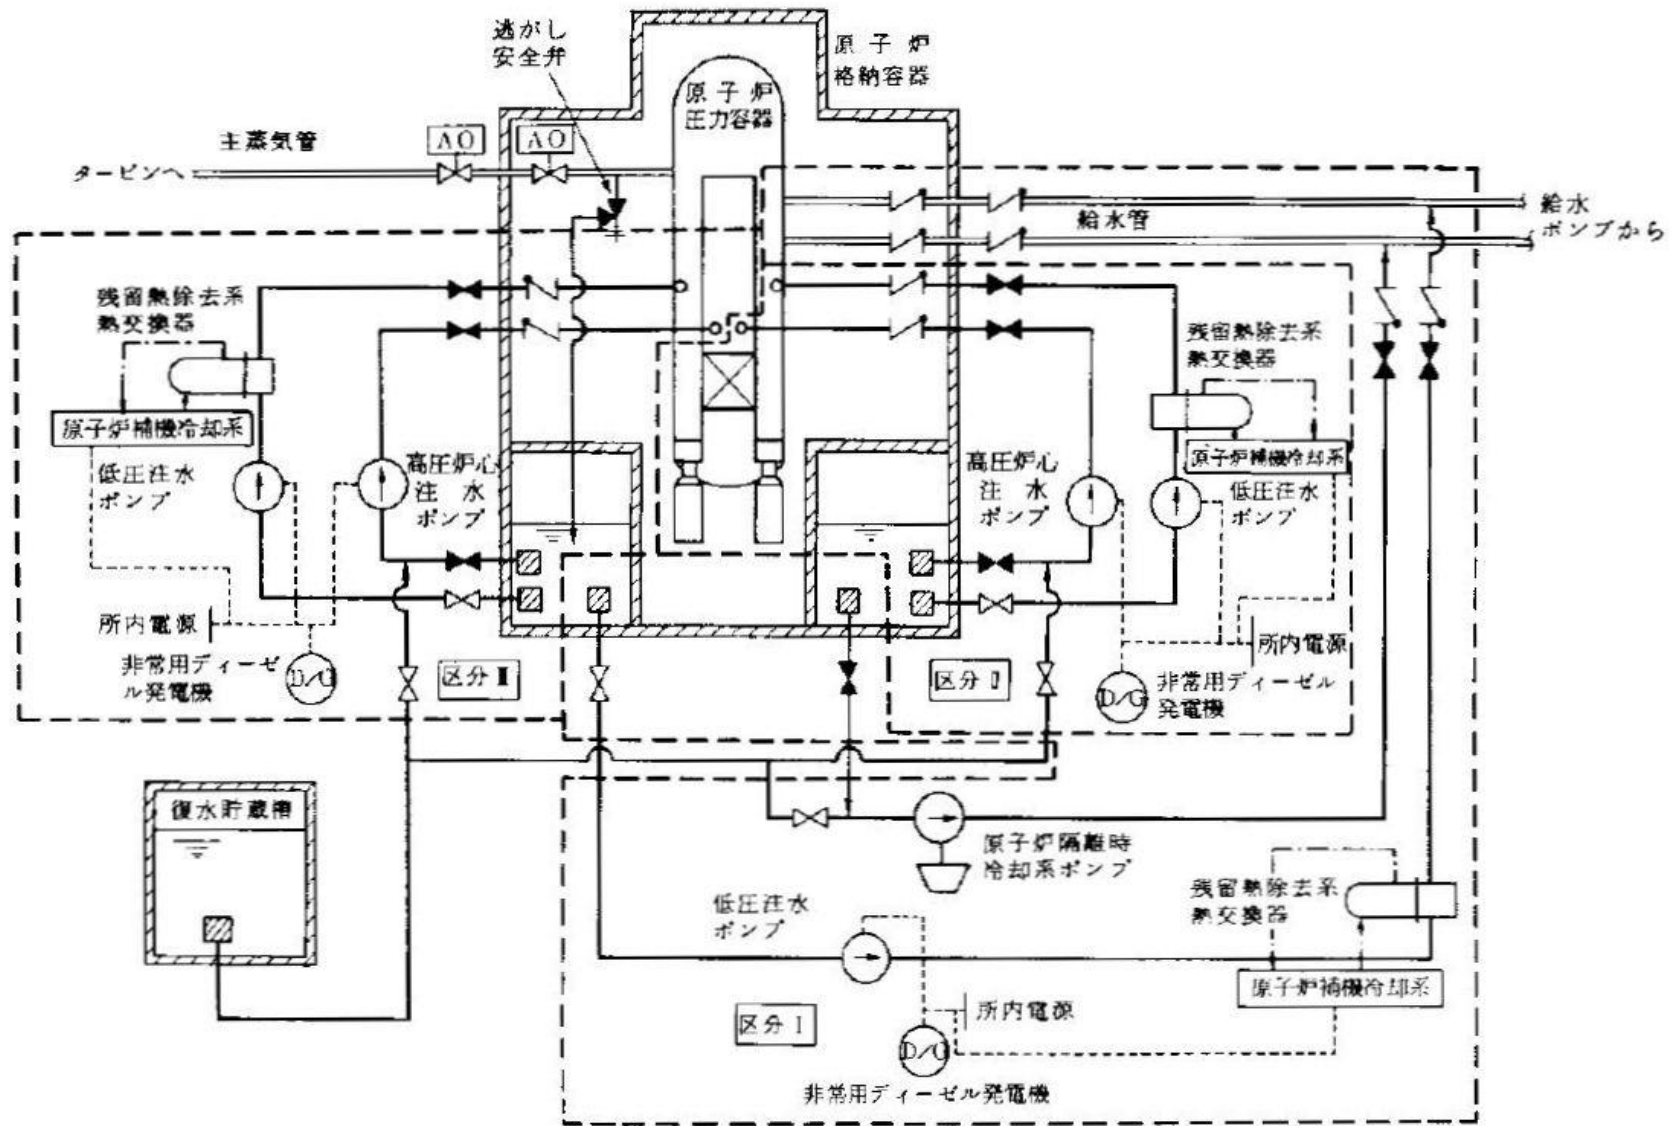 逃がし
安全弁
原子炉
格納容器
原子炉
圧力容器
主蒸気管
AO
AO
タービンへ
給水管
給水
ポンプから
残留熱除去系
熱交換器
残留熱除去系
熱交換器
原子炉補機冷却系
原子炉補機冷却系
低圧注水
ポンプ
高圧炉心
注水
ポンプ
高圧炉心
注水
ポンプ
低圧注水
ポンプ
所内電源
所内電源
非常用ディーゼ
ル発電機
D/G
区分Ⅱ
区分
D/G
非常用ディーゼル
発電機
復水貯蔵槽
原子炉隔離時
冷却系ポンプ
残留熱除去系
熱交換器
低圧注水
ポンプ
原子炉補機冷却系
区分Ⅰ
所内電源
D/G
非常用ディーゼル発電機